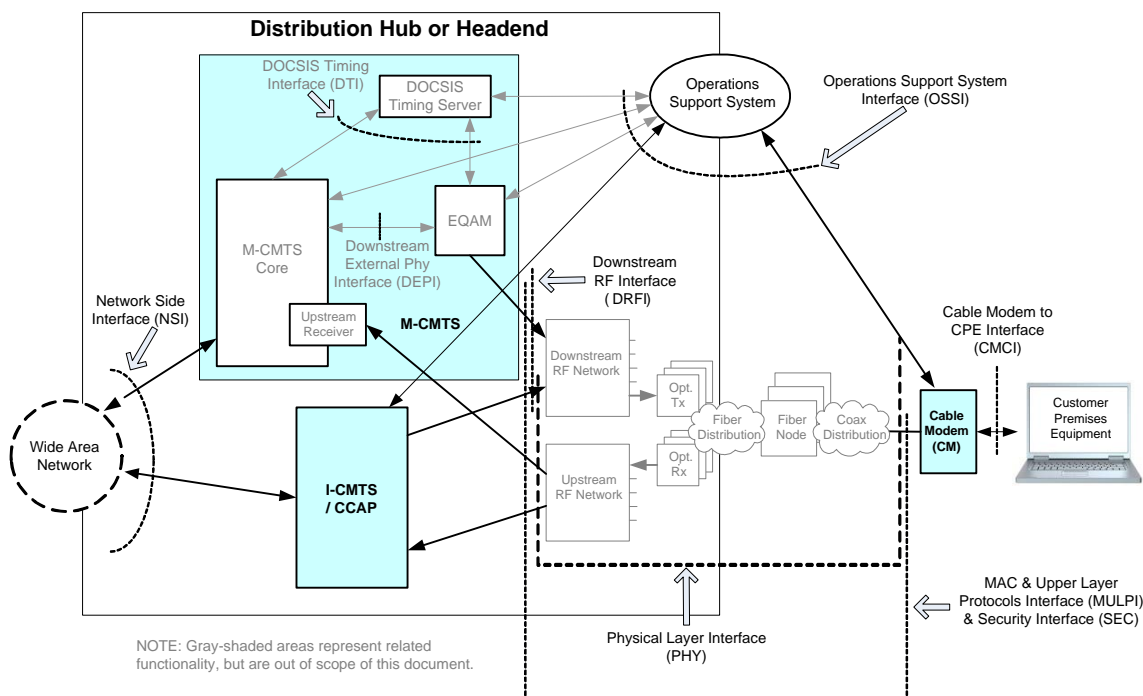 Distribution Hub or Headend
DOCSIS Timing
Interface (DTI)
DOCSIS
Timing Server
Operations
Support System
Operations Support System
Interface (OSSI)
M-CMTS
Core
EQAM
Downstream
External Phy
Interface (DEPI)
Upstream
Receiver
M-CMTS
Network Side
Interface (NSI)
Downstream
RF Interface
( DRFI)
Cable Modem to
CPE Interface
(CMCI)
Wide Area
Network
I-CMTS
/ CCAP
Downstream
RF Network
Opt.
Tx
Fiber
Distribution
Fiber
Node
Coax
Distribution
Cable
Modem
(CM)
Customer
Premises
Equipment
Upstream
RF Network
Opt.
Rx
Physical Layer Interface
(PHY)
MAC & Upper Layer
Protocols Interface (MULPI)
& Security Interface (SEC)
NOTE: Gray-shaded areas represent related
functionality, but are out of scope of this document.